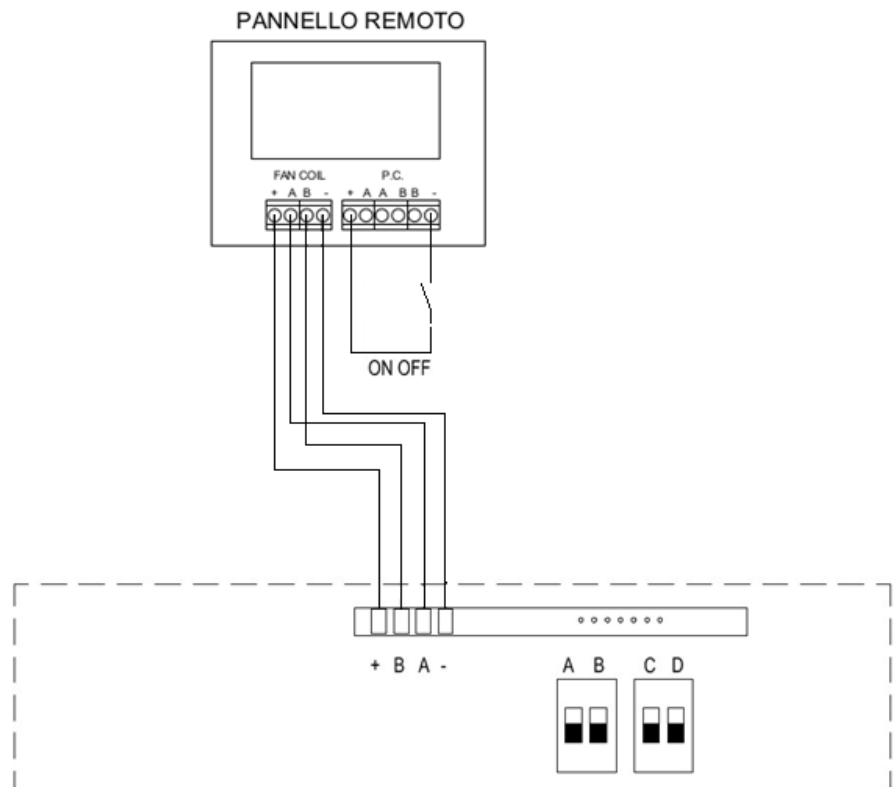 PANNELLO REMOTO
FAN COIL P.C.
+ A B - + A A B B -
ON OFF
+ B A -
A B C D